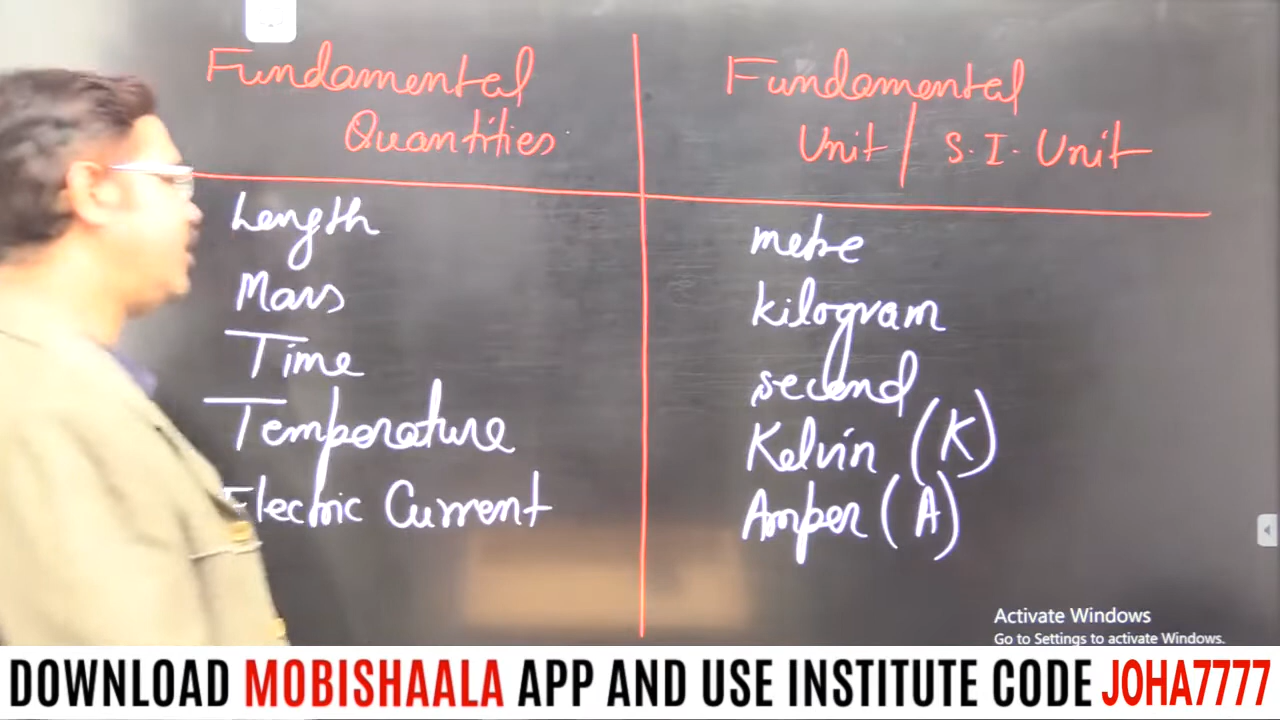 Fundamental Quantities
Fundamental Unit / S.I. Unit
Length
metre
Mass
kilogram
Time
second
Temperature
Kelvin (K)
Electric Current
Amper (A)
Activate Windows
Go to Settings to activate Windows.
DOWNLOAD MOBISHAALA APP AND USE INSTITUTE CODE JOHA7777